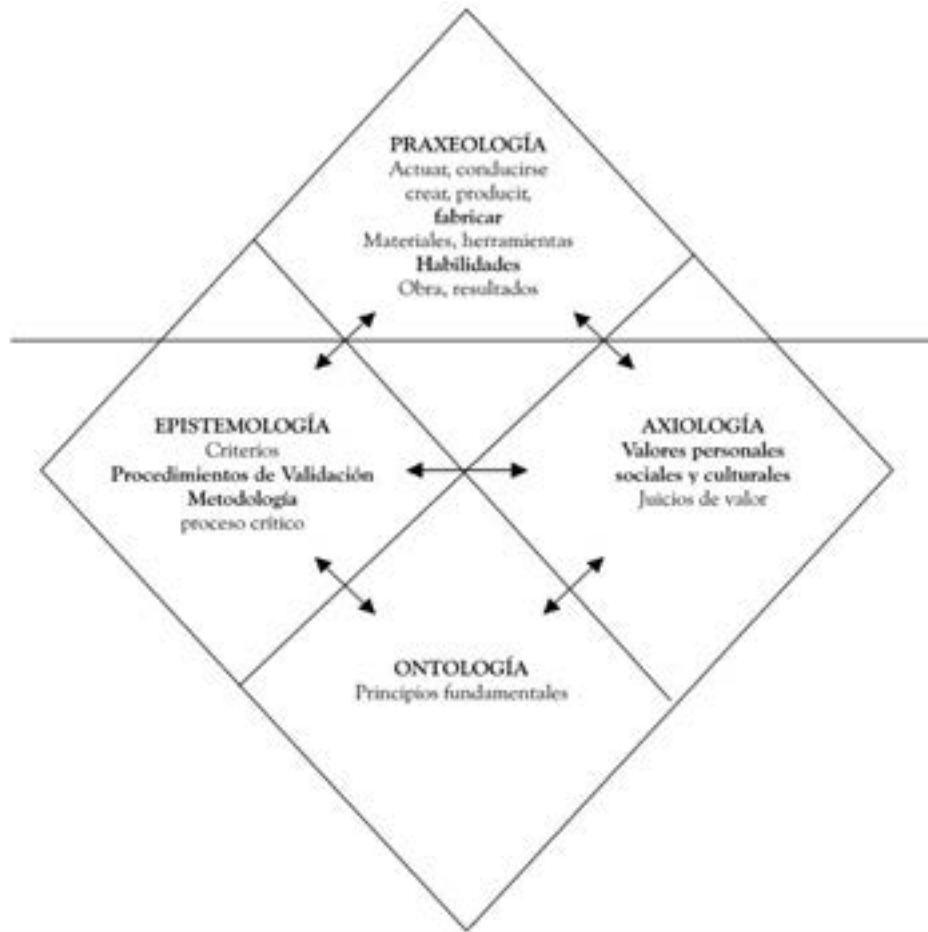 PRAXEOLOGÍA
Actuar, conducirse
crear, producir,
fabricar
Materiales, herramientas
Habilidades
Obra, resultados
EPISTEMOLOGÍA
Criterios
Procedimientos de Validación
Metodología
proceso crítico
AXIOLOGÍA
Valores personales
sociales y culturales
Juicios de valor
ONTOLOGÍA
Principios fundamentales